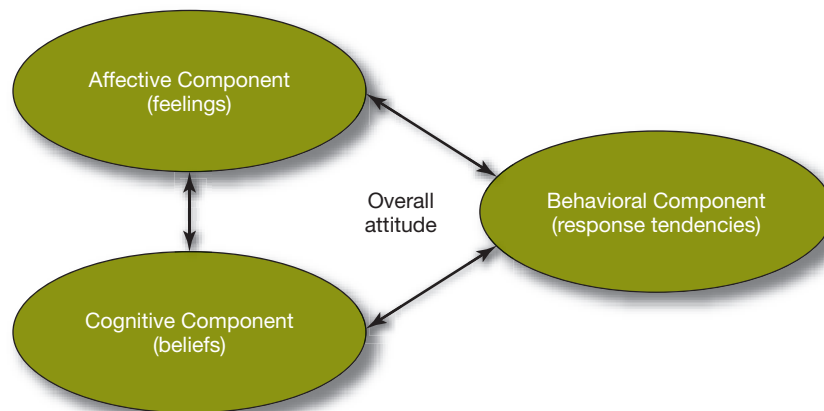 Affective Component
(feelings)
Overall
attitude
Behavioral Component
(response tendencies)
Cognitive Component
(beliefs)